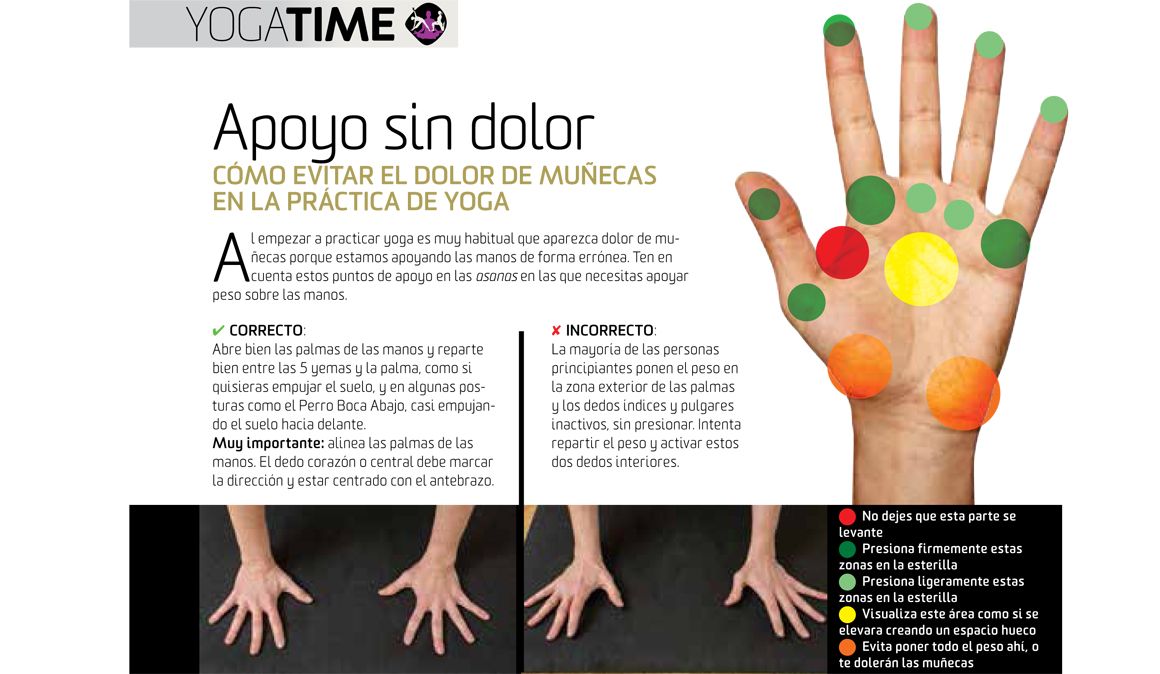 YOGATIME
Apoyo sin dolor
CÓMO EVITAR EL DOLOR DE MUÑECAS
EN LA PRÁCTICA DE YOGA
Al empezar a practicar yoga es muy habitual que aparezca dolor de mu-
ñecas porque estamos apoyando las manos de forma errónea. Ten en
cuenta estos puntos de apoyo en las asanas en las que necesitas apoyar
peso sobre las manos.
✔ CORRECTO:
Abre bien las palmas de las manos y reparte
bien entre las 5 yemas y la palma, como si
quisieras empujar el suelo, y en algunas pos-
turas como el Perro Boca Abajo, casi empujan-
do el suelo hacia delante.
Muy importante: alinea las palmas de las
manos. El dedo corazón o central debe marcar
la dirección y estar centrado con el antebrazo.
✘ INCORRECTO:
La mayoría de las personas
principiantes ponen el peso en
la zona exterior de las palmas
y los dedos índices y pulgares
inactivos, sin presionar. Intenta
repartir el peso y activar estos
dos dedos interiores.
No dejes que esta parte se
levante
Presiona firmemente estas
zonas en la esterilla
Presiona ligeramente estas
zonas en la esterilla
Visualiza este área como si se
elevara creando un espacio hueco
Evita poner todo el peso ahí, o
te dolerán las muñecas